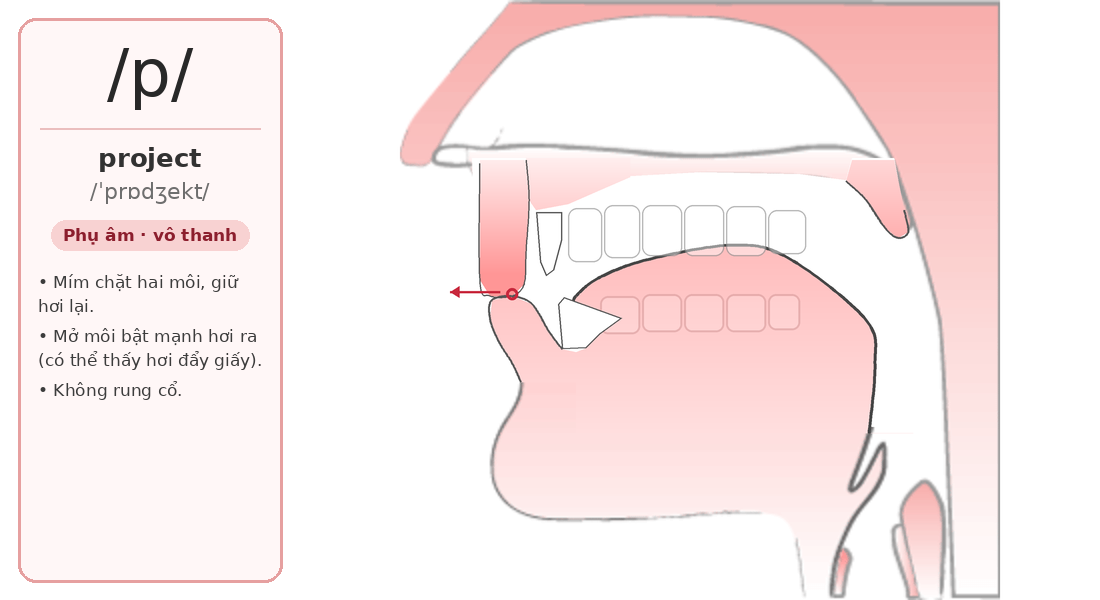 /p/
project
/ˈprɒdʒekt/
Phụ âm · vô thanh
• Mím chặt hai môi, giữ
hơi lại.
• Mở môi bật mạnh hơi ra
(có thể thấy hơi đẩy giấy).
• Không rung cổ.